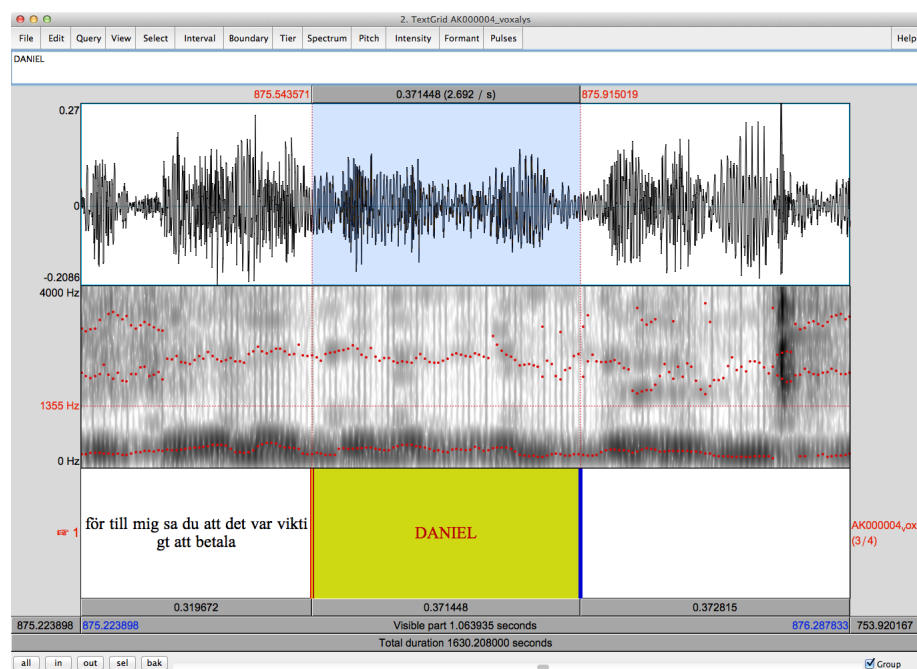 2. TextGrid AK000004_voxalys
File Edit Query View Select Interval Boundary Tier Spectrum Pitch Intensity Formant Pulses Help
DANIEL
875.543571 0.371448 (2.692 / s) 875.915019
0.27
0
-0.2086
4000 Hz
1355 Hz
0 Hz
för till mig sa du att det var vikti
gt att betala
DANIEL
1
AK000004_vox
(3/4)
0.319672 0.371448 0.372815
875.223898 875.223898 Visible part 1.063935 seconds 876.287833 753.920167
Total duration 1630.208000 seconds
all in out sel bak Group